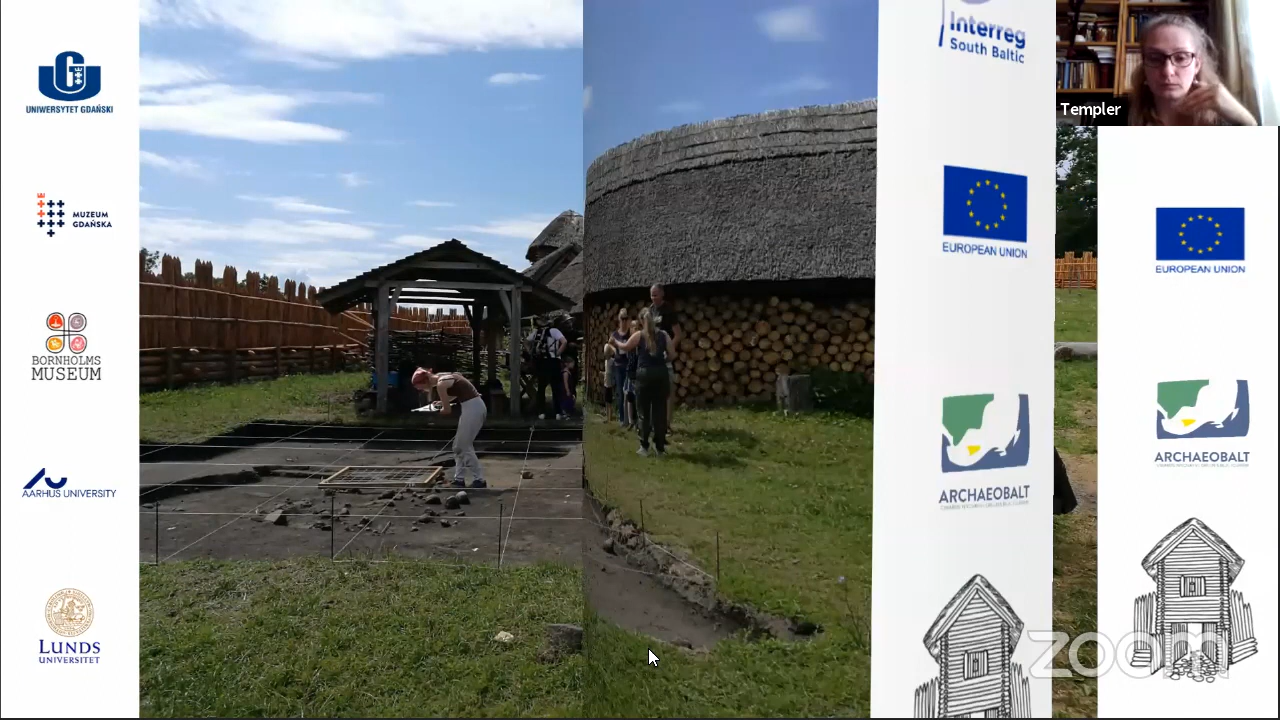 UNIWERSYTET GDAŃSKI
MUZEUM
GDAŃSKA
BORNHOLMS
MUSEUM
AARHUS UNIVERSITY
LUNDS
UNIVERSITET
Interreg
South Baltic
EUROPEAN UNION
ARCHAEOBALT
Templer
EUROPEAN UNION
ARCHAEOBALT
zoom